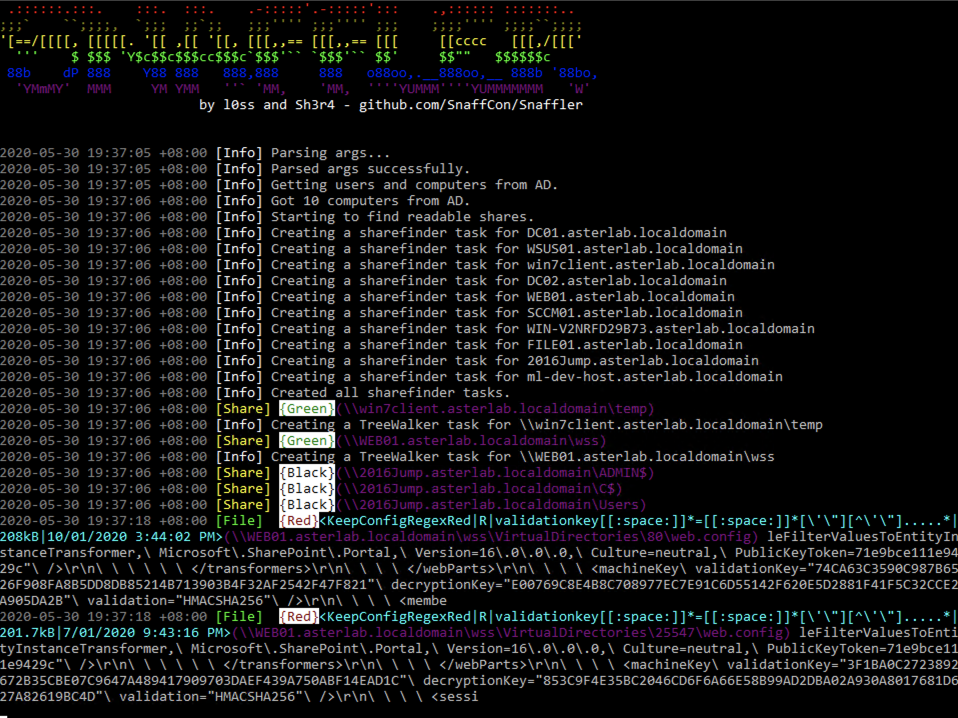 by l0ss and Sh3r4 - github.com/SnaffCon/Snaffler
2020-05-30 19:37:05 +08:00 [Info] Parsing args...
2020-05-30 19:37:06 +08:00 [Info] Parsed args successfully.
2020-05-30 19:37:06 +08:00 [Info] Getting users and computers from AD.
2020-05-30 19:37:06 +08:00 [Info] Got 10 computers from AD.
2020-05-30 19:37:06 +08:00 [Info] Starting to find readable shares.
2020-05-30 19:37:06 +08:00 [Info] Creating a sharefinder task for DC01.asterlab.localdomain
2020-05-30 19:37:06 +08:00 [Info] Creating a sharefinder task for WSUS01.asterlab.localdomain
2020-05-30 19:37:06 +08:00 [Info] Creating a sharefinder task for win7client.asterlab.localdomain
2020-05-30 19:37:06 +08:00 [Info] Creating a sharefinder task for DC02.asterlab.localdomain
2020-05-30 19:37:06 +08:00 [Info] Creating a sharefinder task for WEB01.asterlab.localdomain
2020-05-30 19:37:06 +08:00 [Info] Creating a sharefinder task for SCCM01.asterlab.localdomain
2020-05-30 19:37:06 +08:00 [Info] Creating a sharefinder task for WIN-V2NRFD29B73.asterlab.localdomain
2020-05-30 19:37:06 +08:00 [Info] Creating a sharefinder task for FILE01.asterlab.localdomain
2020-05-30 19:37:06 +08:00 [Info] Creating a sharefinder task for 2016Jump.asterlab.localdomain
2020-05-30 19:37:06 +08:00 [Info] Creating a sharefinder task for ml-dev-host.asterlab.localdomain
2020-05-30 19:37:06 +08:00 [Info] Created all sharefinder tasks.
2020-05-30 19:37:06 +08:00 [Share] {Green}(\\win7client.asterlab.localdomain\temp)
2020-05-30 19:37:06 +08:00 [Info] Creating a TreeWalker task for \\win7client.asterlab.localdomain\temp
2020-05-30 19:37:06 +08:00 [Share] {Green}(\\WEB01.asterlab.localdomain\wss)
2020-05-30 19:37:06 +08:00 [Info] Creating a TreeWalker task for \\WEB01.asterlab.localdomain\wss
2020-05-30 19:37:06 +08:00 [Share] {Black}(\\2016Jump.asterlab.localdomain\ADMIN$)
2020-05-30 19:37:06 +08:00 [Share] {Black}(\\2016Jump.asterlab.localdomain\C$)
2020-05-30 19:37:06 +08:00 [Share] {Black}(\\2016Jump.asterlab.localdomain\Users)
2020-05-30 19:37:18 +08:00 [File] {Red}<KeepConfigRegexRed|R|validationkey[[:space:]]*=[[:space:]]*[\'\"][^\'\"].....*|
208kB|10/01/2020 3:44:02 PM>(\\WEB01.asterlab.localdomain\wss\VirtualDirectories\80\web.config) leFilterValuesToEntityIn
stanceTransformer,\ Microsoft\.SharePoint\.Portal,\ Version=16\.0\.0\.0,\ Culture=neutral,\ PublicKeyToken=71e9bce111e94
29c"\ />\r\n\ \ \ \ \ \ </transformers>\r\n\ \ \ \ </webParts>\r\n\ \ \ \ <machineKey\ validationKey="74CA63C3590C987B65
26F908FA8B5DD8DB85214B713903B4F32AF2542F47F821"\ decryptionKey="E00769C8E4B8C708977EC7E91C6D55142F620E5D2881F41F5C32CCE2
A905DA2B"\ validation="HMACSHA256"\ />\r\n\ \ \ \ <membe
2020-05-30 19:37:18 +08:00 [File] {Red}<KeepConfigRegexRed|R|validationkey[[:space:]]*=[[:space:]]*[\'\"][^\'\"].....*|
201.7kB|7/01/2020 9:43:16 PM>(\\WEB01.asterlab.localdomain\wss\VirtualDirectories\25547\web.config) leFilterValuesToEnti
tyInstanceTransformer,\ Microsoft\.SharePoint\.Portal,\ Version=16\.0\.0\.0,\ Culture=neutral,\ PublicKeyToken=71e9bce11
1e9429c"\ />\r\n\ \ \ \ \ \ </transformers>\r\n\ \ \ \ </webParts>\r\n\ \ \ \ <machineKey\ validationKey="3F1BA0C2723892
672B35CBE07C9647A489417909703DAEF439A750ABF14EAD1C"\ decryptionKey="853C9F4E35BC2046CD6F6A66E58B99AD2DBA02A930A8017681D6
27A82619BC4D"\ validation="HMACSHA256"\ />\r\n\ \ \ \ <sessi